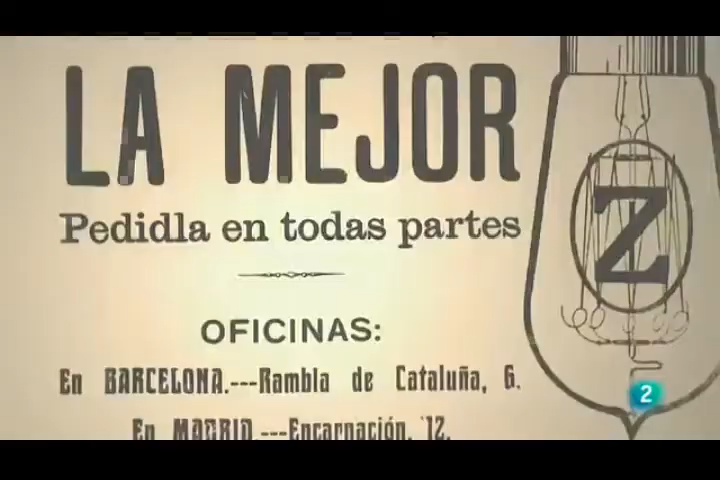 LA MEJOR
Pedidla en todas partes
Z
OFICINAS:
En BARCELONA.---Rambla de Cataluña, 6.
2
En MADRID.---Encarnación, 12.